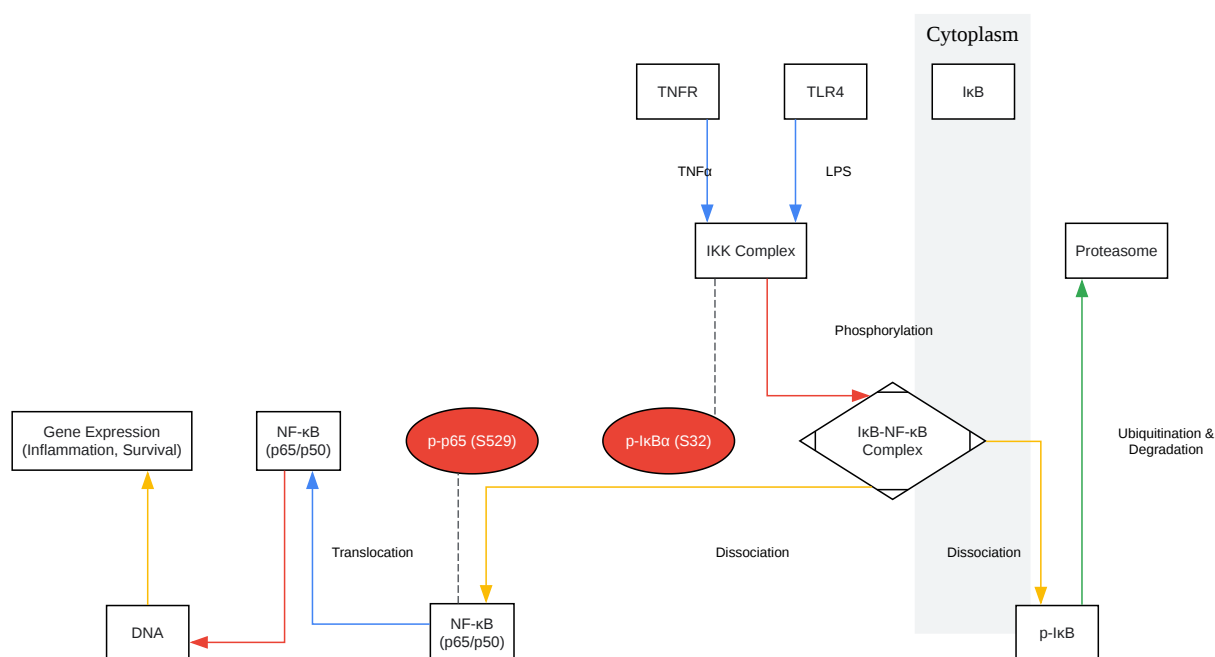 Cytoplasm
TNFR
TLR4
IκB
TNFα
LPS
IKK Complex
Proteasome
Phosphorylation
Gene Expression
(Inflammation, Survival)
NF-κB
(p65/p50)
p-p65 (S529)
p-IκBα (S32)
IκB-NF-κB
Complex
Ubiquitination &
Degradation
Translocation
Dissociation
Dissociation
DNA
NF-κB
(p65/p50)
p-IκB